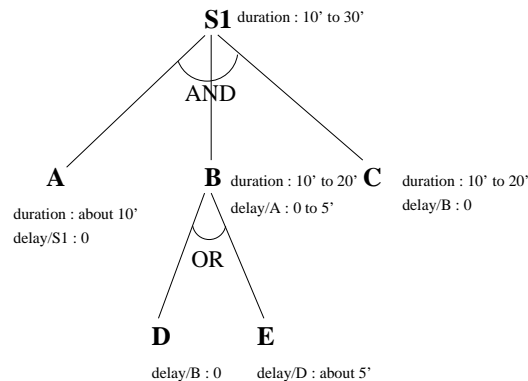 S1 duration : 10’ to 30’
AND
A B duration : 10’ to 20’ C duration : 10’ to 20’
duration : about 10’ delay/A : 0 to 5’ delay/B : 0
delay/S1 : 0
OR
D E
delay/B : 0 delay/D : about 5’